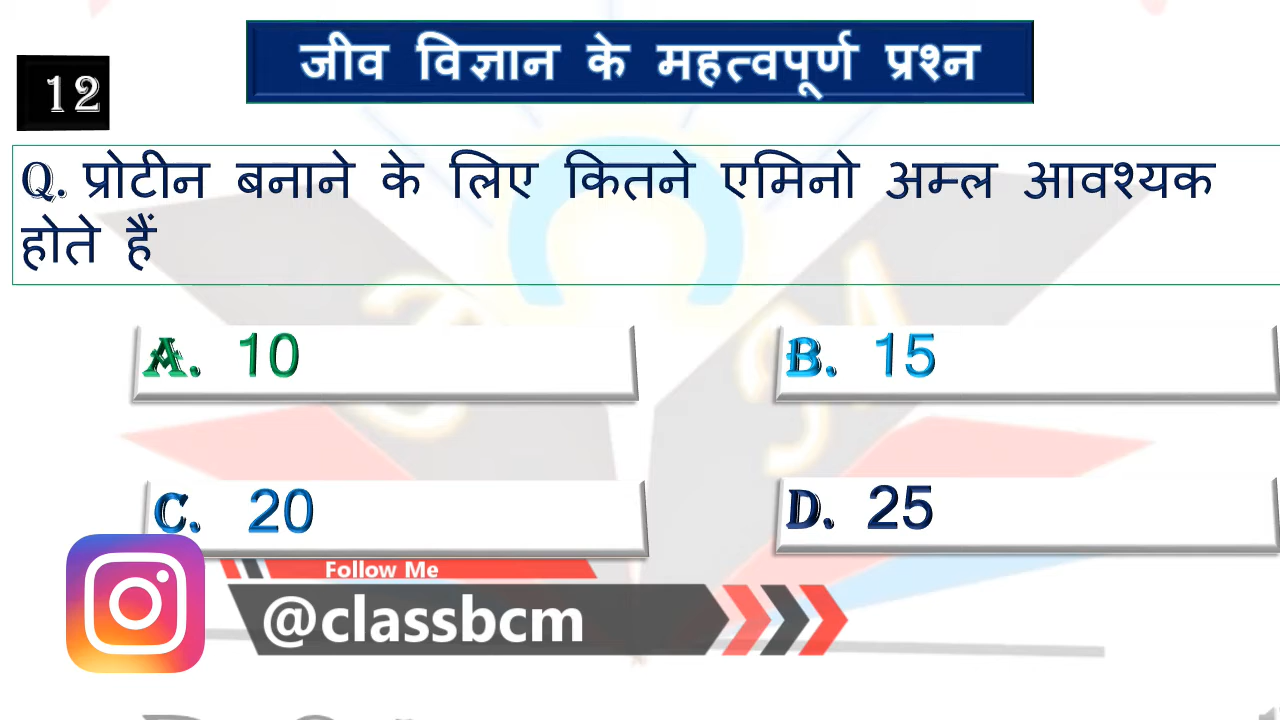 जीव विज्ञान के महत्वपूर्ण प्रश्न
12
Q. प्रोटीन बनाने के लिए कितने एमिनो अम्ल आवश्यक
होते हैं
A. 10
B. 15
C. 20
D. 25
Follow Me
@classbcm